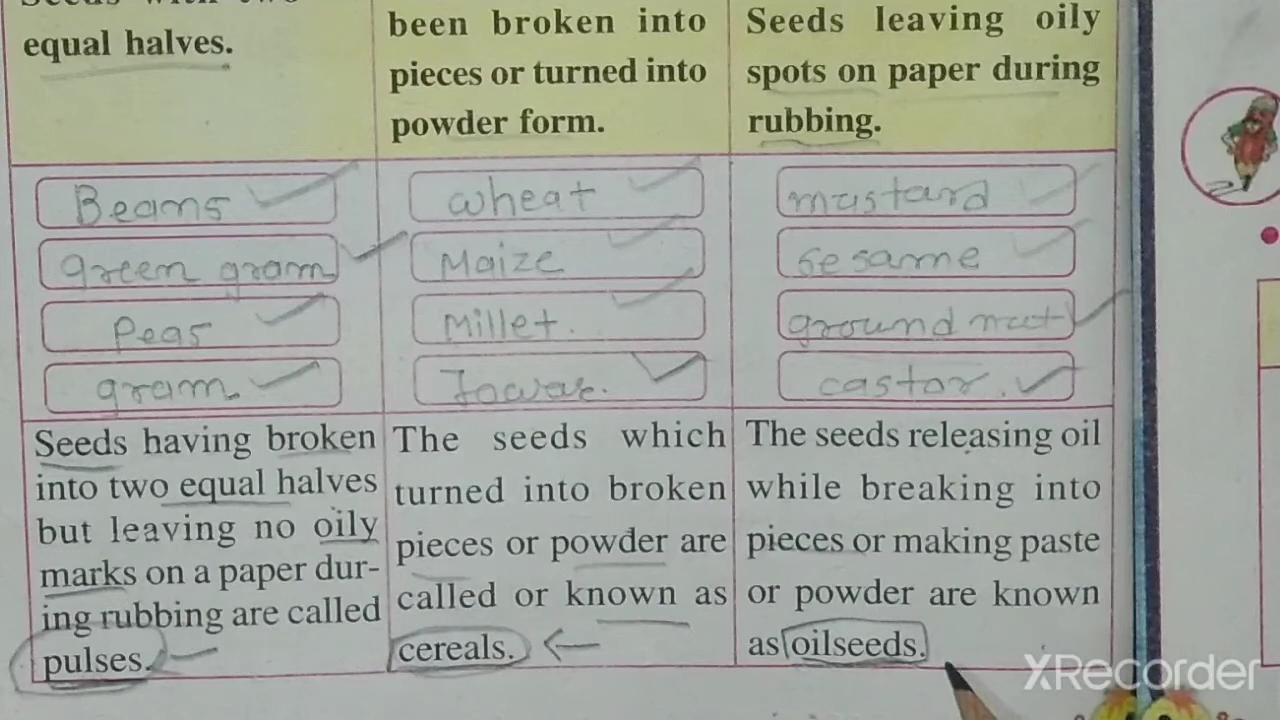 equal halves.
been broken into
pieces or turned into
powder form.
Seeds leaving oily
spots on paper during
rubbing.
Beans
green gram
Peas
gram.
wheat
Maize
Millet.
Jowar.
mustard
sesame
ground nut
castor.
Seeds having broken
into two equal halves
but leaving no oily
marks on a paper dur-
ing rubbing are called
pulses.
The seeds which
turned into broken
pieces or powder are
called or known as
cereals.
The seeds releasing oil
while breaking into
pieces or making paste
or powder are known
as oilseeds.
XRecorder